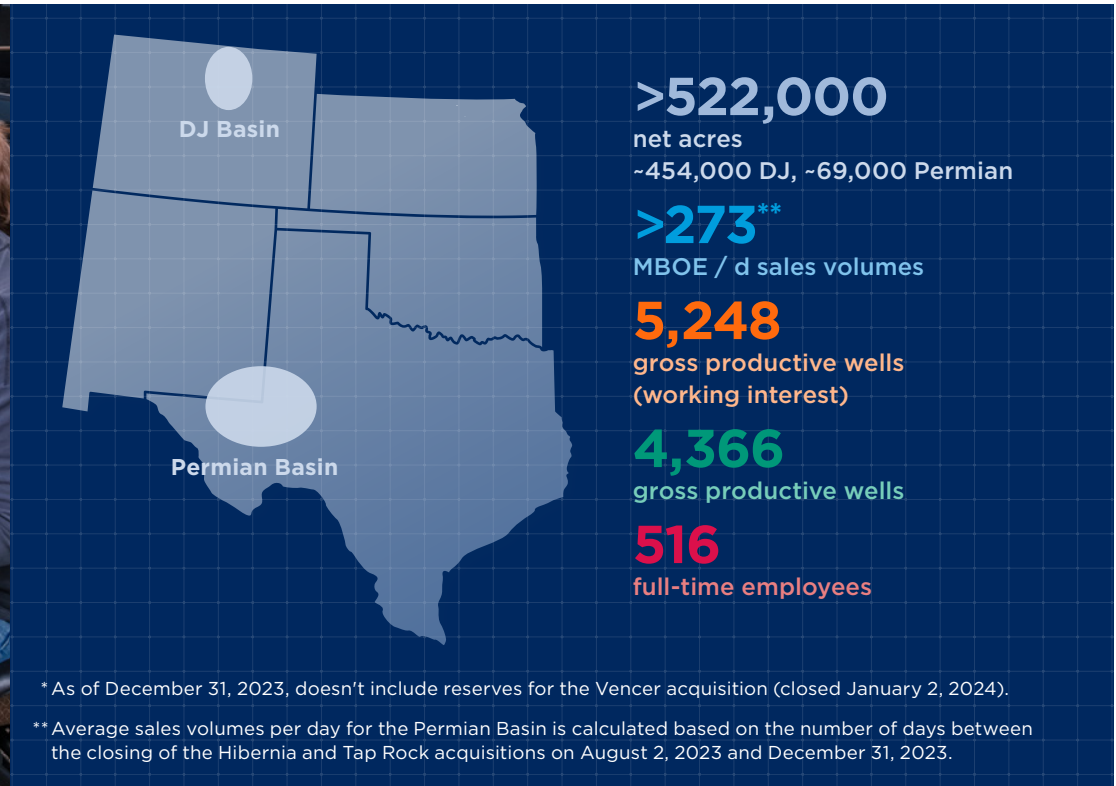 DJ Basin
Permian Basin
>522,000
net acres
~454,000 DJ, ~69,000 Permian
>273**
MBOE / d sales volumes
5,248
gross productive wells
(working interest)
4,366
gross productive wells
516
full-time employees
* As of December 31, 2023, doesn't include reserves for the Vencer acquisition (closed January 2, 2024).
** Average sales volumes per day for the Permian Basin is calculated based on the number of days between
the closing of the Hibernia and Tap Rock acquisitions on August 2, 2023 and December 31, 2023.